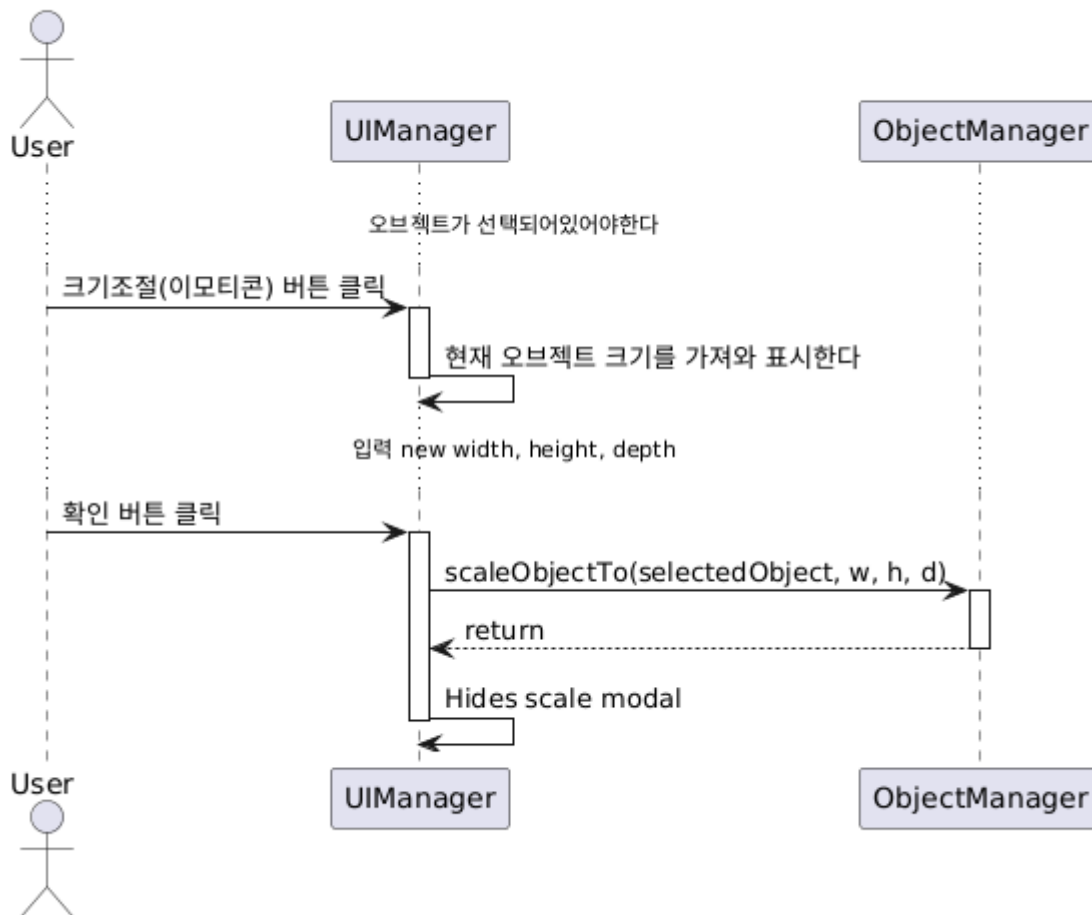 User
UIManager
ObjectManager
오브젝트가 선택되어있어야한다
크기조절(이모티콘) 버튼 클릭
현재 오브젝트 크기를 가져와 표시한다
입력 new width, height, depth
확인 버튼 클릭
scaleObjectTo(selectedObject, w, h, d)
return
Hides scale modal
User
UIManager
ObjectManager